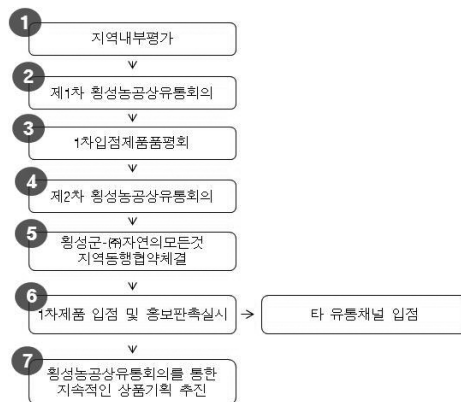 1
지역내부평가
2
제1차 횡성농공상유통회의
3
1차입점제품품평회
4
제2차 횡성농공상유통회의
5
횡성군-㈜자연의모든것
지역동행협약체결
6
1차제품 입점 및 홍보판촉실시
타 유통채널 입점
7
횡성농공상유통회의를 통한
지속적인 상품기획 추진